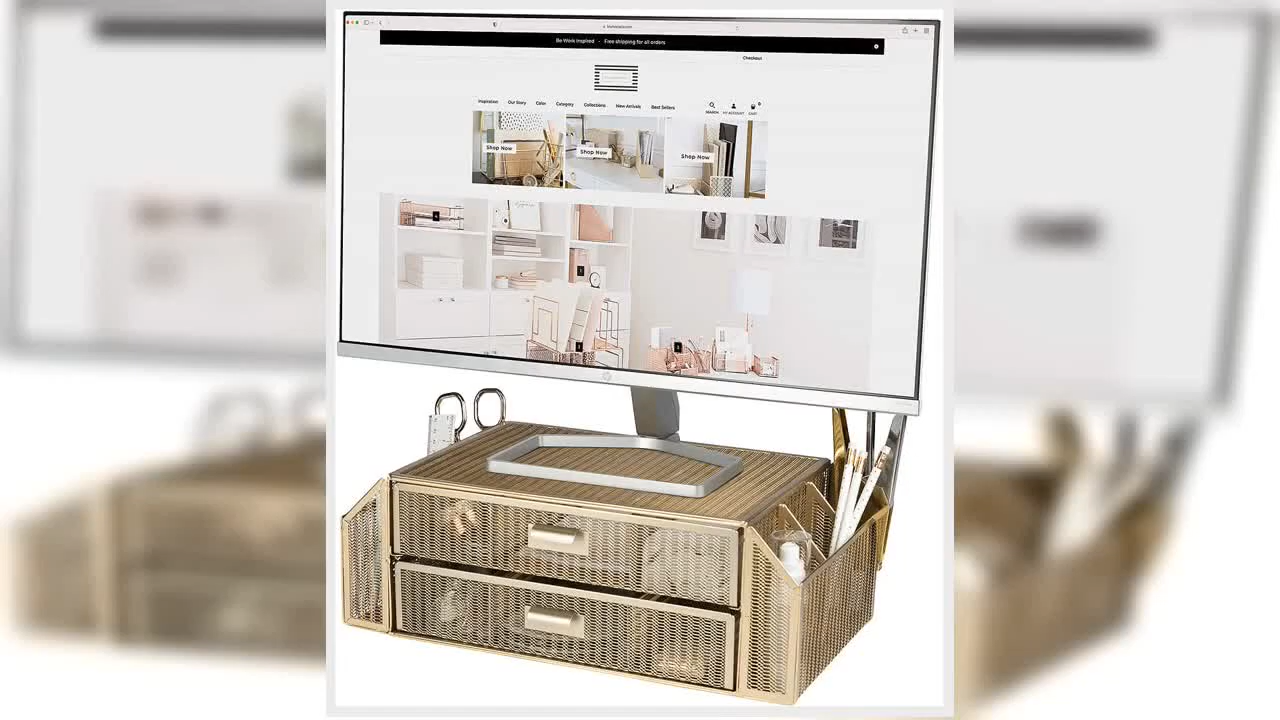 Be Work Inspired - Free shipping for all orders
Checkout
Inspiration Our Story Color Category Collections New Arrivals Best Sellers
SEARCH MY ACCOUNT CART
0
Shop Now Shop Now Shop Now